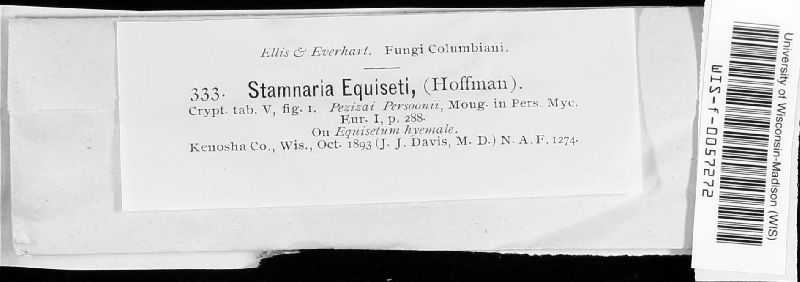 Ellis & Everhart. Fungi Columbiani.
333. Stamnaria Equiseti, (Hoffman).
Crypt. tab. V, fig. 1. Pezizai Persoonii, Moug. in Pers. Myc.
Eur. I, p. 288.
On Equisetum hyemale.
Kenosha Co., Wis., Oct. 1893 (J. J. Davis, M. D.) N. A. F. 1274.
University of Wisconsin-Madison (WIS)
WIS-f-0057272